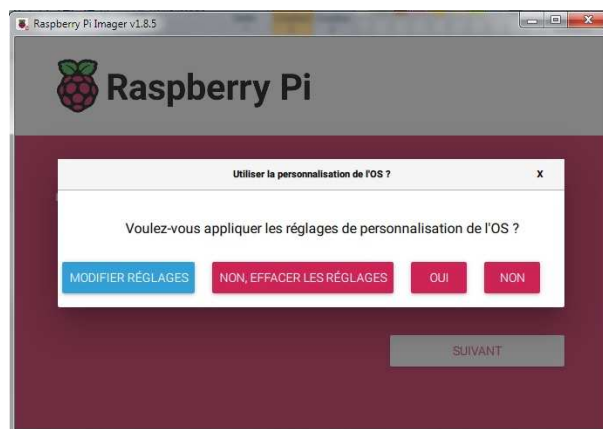 Raspberry Pi Imager v1.8.5
Raspberry Pi
Utiliser la personnalisation de l'OS ?
X
Voulez-vous appliquer les réglages de personnalisation de l'OS ?
MODIFIER RÉGLAGES
NON, EFFACER LES RÉGLAGES
OUI
NON
SUIVANT